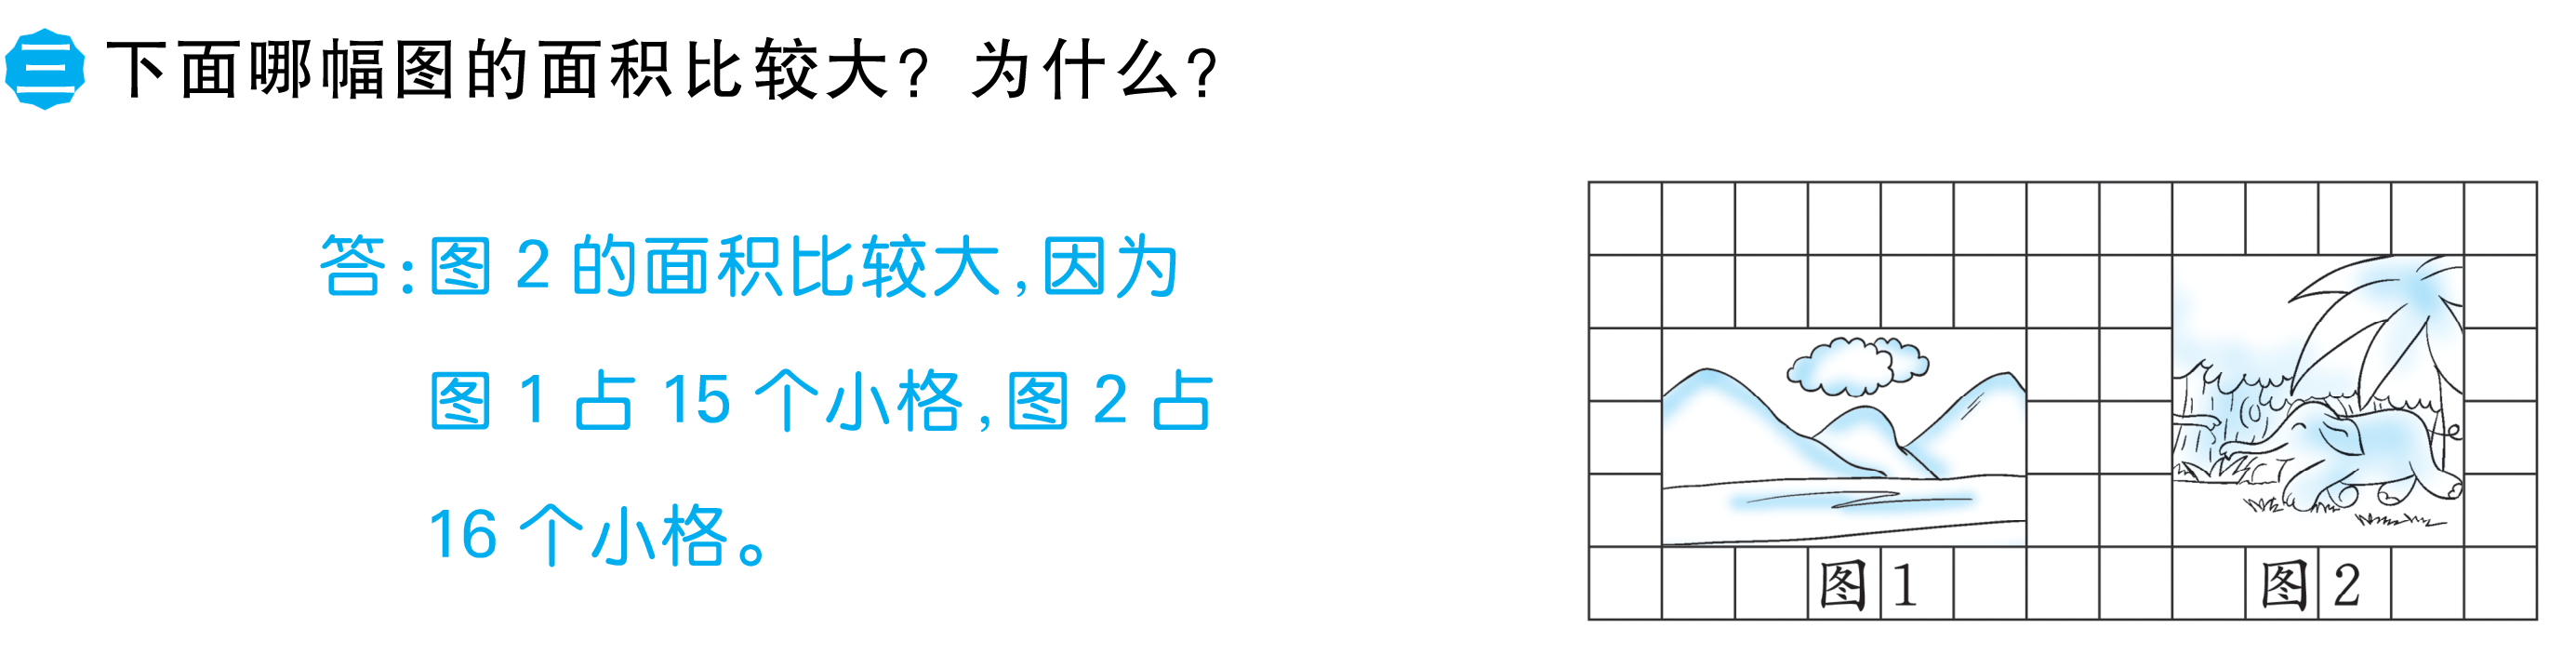 三 下面哪幅图的面积比较大？为什么？
答:图 2 的面积比较大,因为
图 1 占 15 个小格,图 2 占
16 个小格。
图 1 图 2